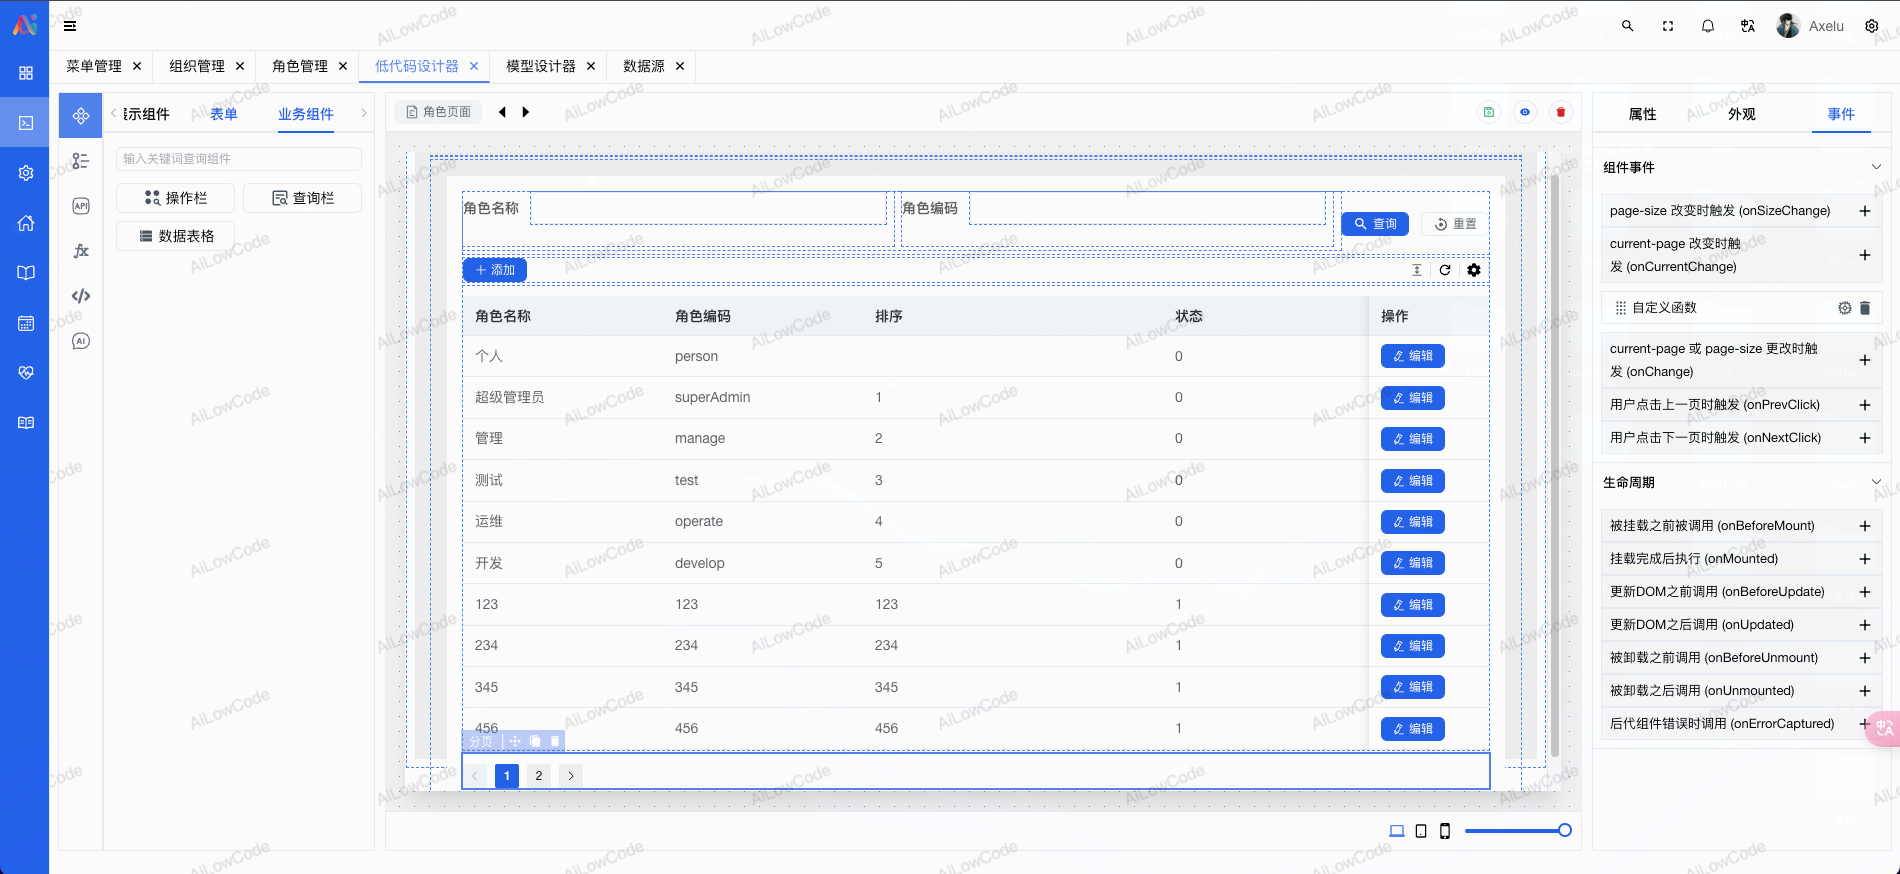 Axelu
菜单管理
组织管理
角色管理
低代码设计器
模型设计器
数据源
示组件
表单
业务组件
输入关键词查询组件
操作栏
查询栏
数据表格
API
fx
AI
角色页面
角色名称
角色编码
查询
重置
添加
角色名称 角色编码 排序 状态 操作
个人 person 0 编辑
超级管理员 superAdmin 1 0 编辑
管理 manage 2 0 编辑
测试 test 3 0 编辑
运维 operate 4 0 编辑
开发 develop 5 0 编辑
123 123 123 1 编辑
234 234 234 1 编辑
345 345 345 1 编辑
456 456 456 1 编辑
分页
1 2
属性
外观
事件
组件事件
page-size 改变时触发 (onSizeChange)
current-page 改变时触
发 (onCurrentChange)
自定义函数
current-page 或 page-size 更改时触
发 (onChange)
用户点击上一页时触发 (onPrevClick)
用户点击下一页时触发 (onNextClick)
生命周期
被挂载之前被调用 (onBeforeMount)
挂载完成后执行 (onMounted)
更新DOM之前调用 (onBeforeUpdate)
更新DOM之后调用 (onUpdated)
被卸载之前调用 (onBeforeUnmount)
被卸载之后调用 (onUnmounted)
后代组件错误时调用 (onErrorCaptured)
AiLowCode